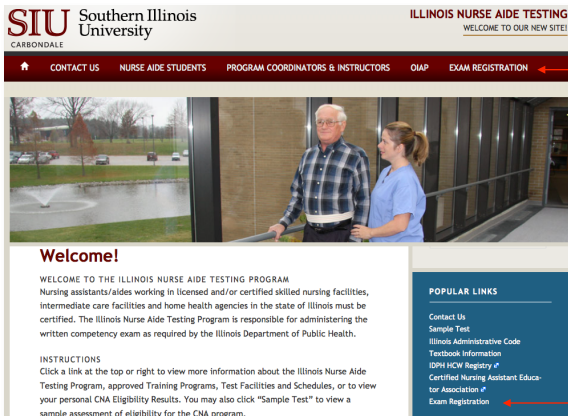 SIU Southern Illinois
University
CARBONDALE
ILLINOIS NURSE AIDE TESTING
WELCOME TO OUR NEW SITE!
CONTACT US NURSE AIDE STUDENTS PROGRAM COORDINATORS & INSTRUCTORS OIAP EXAM REGISTRATION
Welcome!
WELCOME TO THE ILLINOIS NURSE AIDE TESTING PROGRAM
Nursing assistants/aides working in licensed and/or certified skilled nursing facilities,
intermediate care facilities and home health agencies in the state of Illinois must be
certified. The Illinois Nurse Aide Testing Program is responsible for administering the
written competency exam as required by the Illinois Department of Public Health.
INSTRUCTIONS
Click a link at the top or right to view more information about the Illinois Nurse Aide
Testing Program, approved Training Programs, Test Facilities and Schedules, or to view
your personal CNA Eligibility Results. You may also click “Sample Test” to view a
sample assessment of eligibility for the CNA program.
POPULAR LINKS
Contact Us
Sample Test
Illinois Administrative Code
Textbook Information
IDPH HCW Registry
Certified Nursing Assistant Educa-
tor Association
Exam Registration